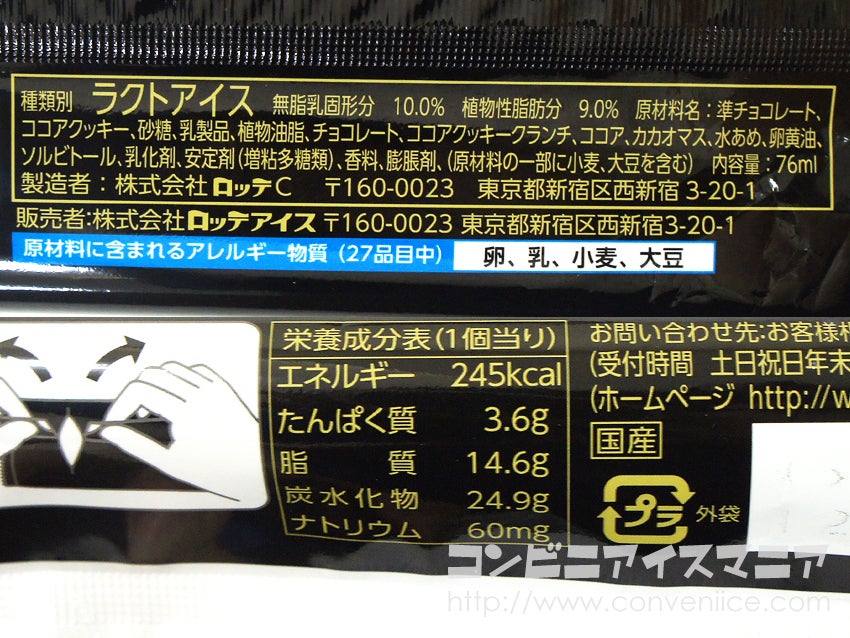 種類別 ラクトアイス 無脂乳固形分 10.0% 植物性脂肪分 9.0% 原材料名：準チョコレート、
ココアクッキー、砂糖、乳製品、植物油脂、チョコレート、ココアクッキークランチ、ココア、カカオマス、水あめ、卵黄油、
ソルビトール、乳化剤、安定剤(増粘多糖類)、香料、膨脹剤、(原材料の一部に小麦、大豆を含む) 内容量：76ml
製造者：株式会社 ロッテC 〒160-0023 東京都新宿区西新宿 3-20-1
販売者:株式会社ロッテアイス 〒160-0023 東京都新宿区西新宿3-20-1
原材料に含まれるアレルギー物質 (27品目中) 卵、乳、小麦、大豆
栄養成分表(1個当り)
エネルギー 245kcal
たんぱく質 3.6g
脂質 14.6g
炭水化物 24.9g
ナトリウム 60mg
お問い合わせ先:お客様相
(受付時間 土日祝日年末
(ホームページ http://w
国産
プラ 外袋
コンビニアイスマニア
http://www.conveniice.com